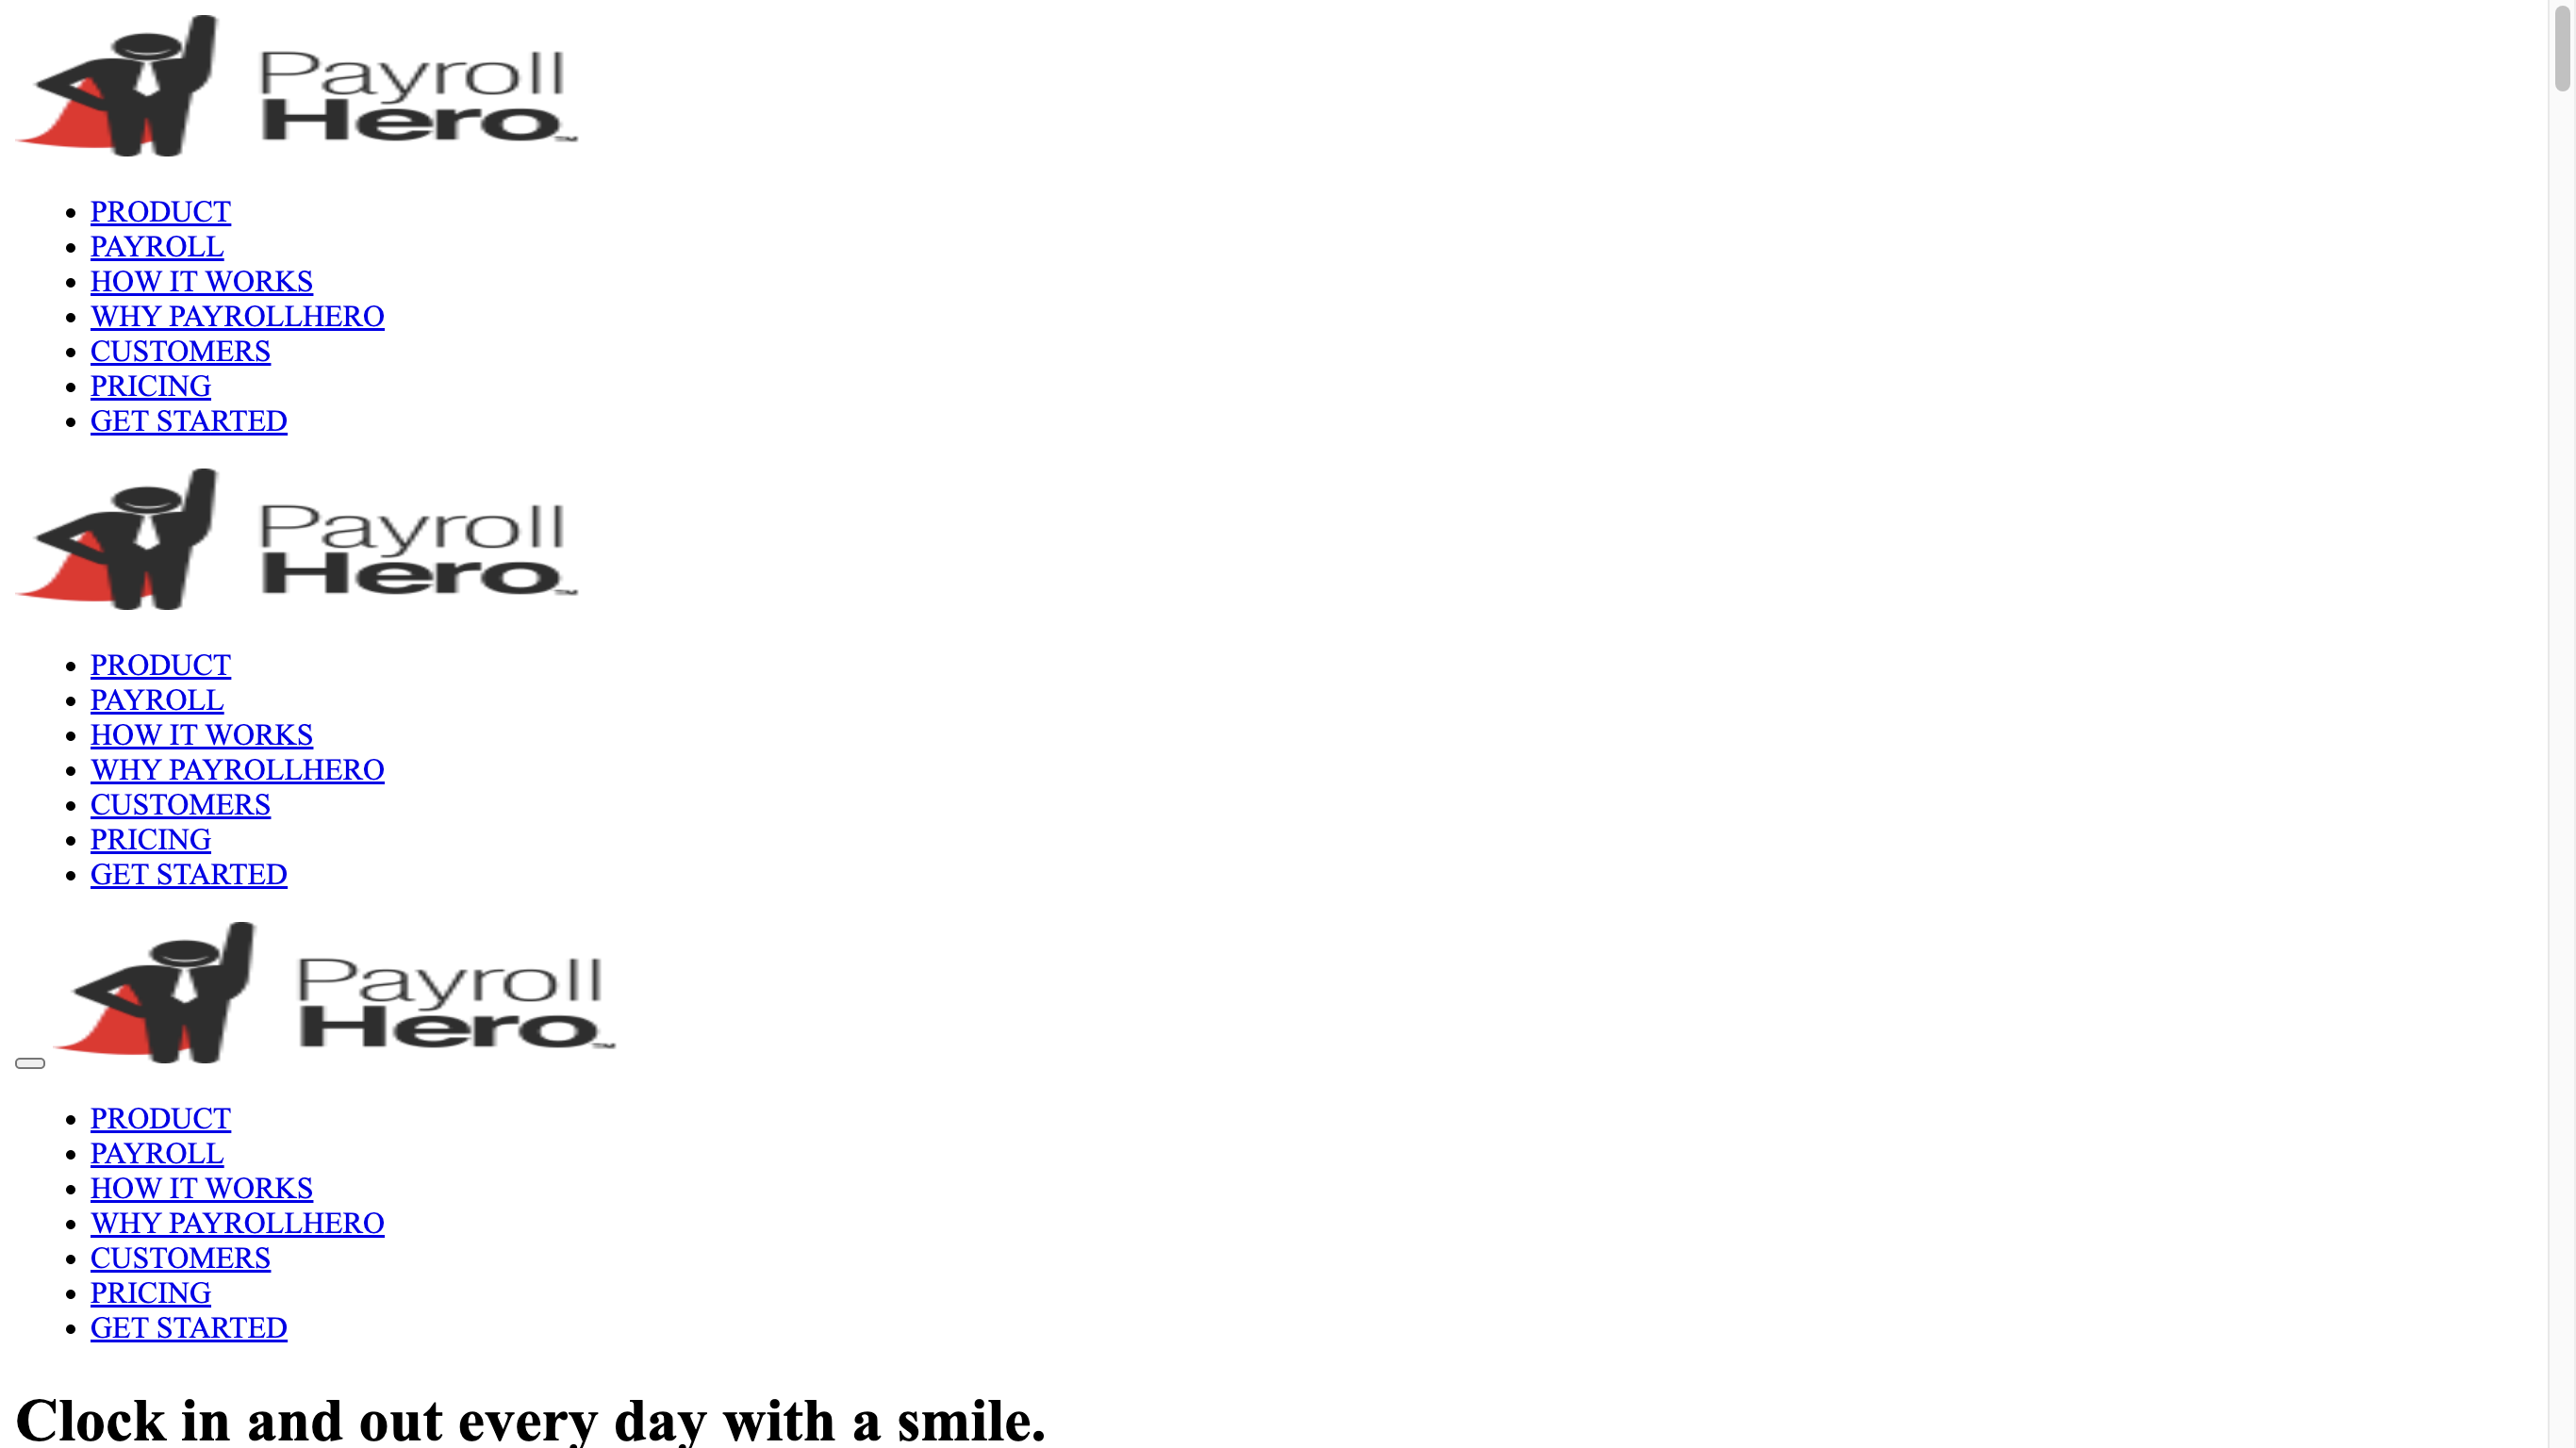 Payroll
Hero™
PRODUCT
PAYROLL
HOW IT WORKS
WHY PAYROLLHERO
CUSTOMERS
PRICING
GET STARTED
Payroll
Hero™
PRODUCT
PAYROLL
HOW IT WORKS
WHY PAYROLLHERO
CUSTOMERS
PRICING
GET STARTED
Payroll
Hero™
PRODUCT
PAYROLL
HOW IT WORKS
WHY PAYROLLHERO
CUSTOMERS
PRICING
GET STARTED
Clock in and out every day with a smile.